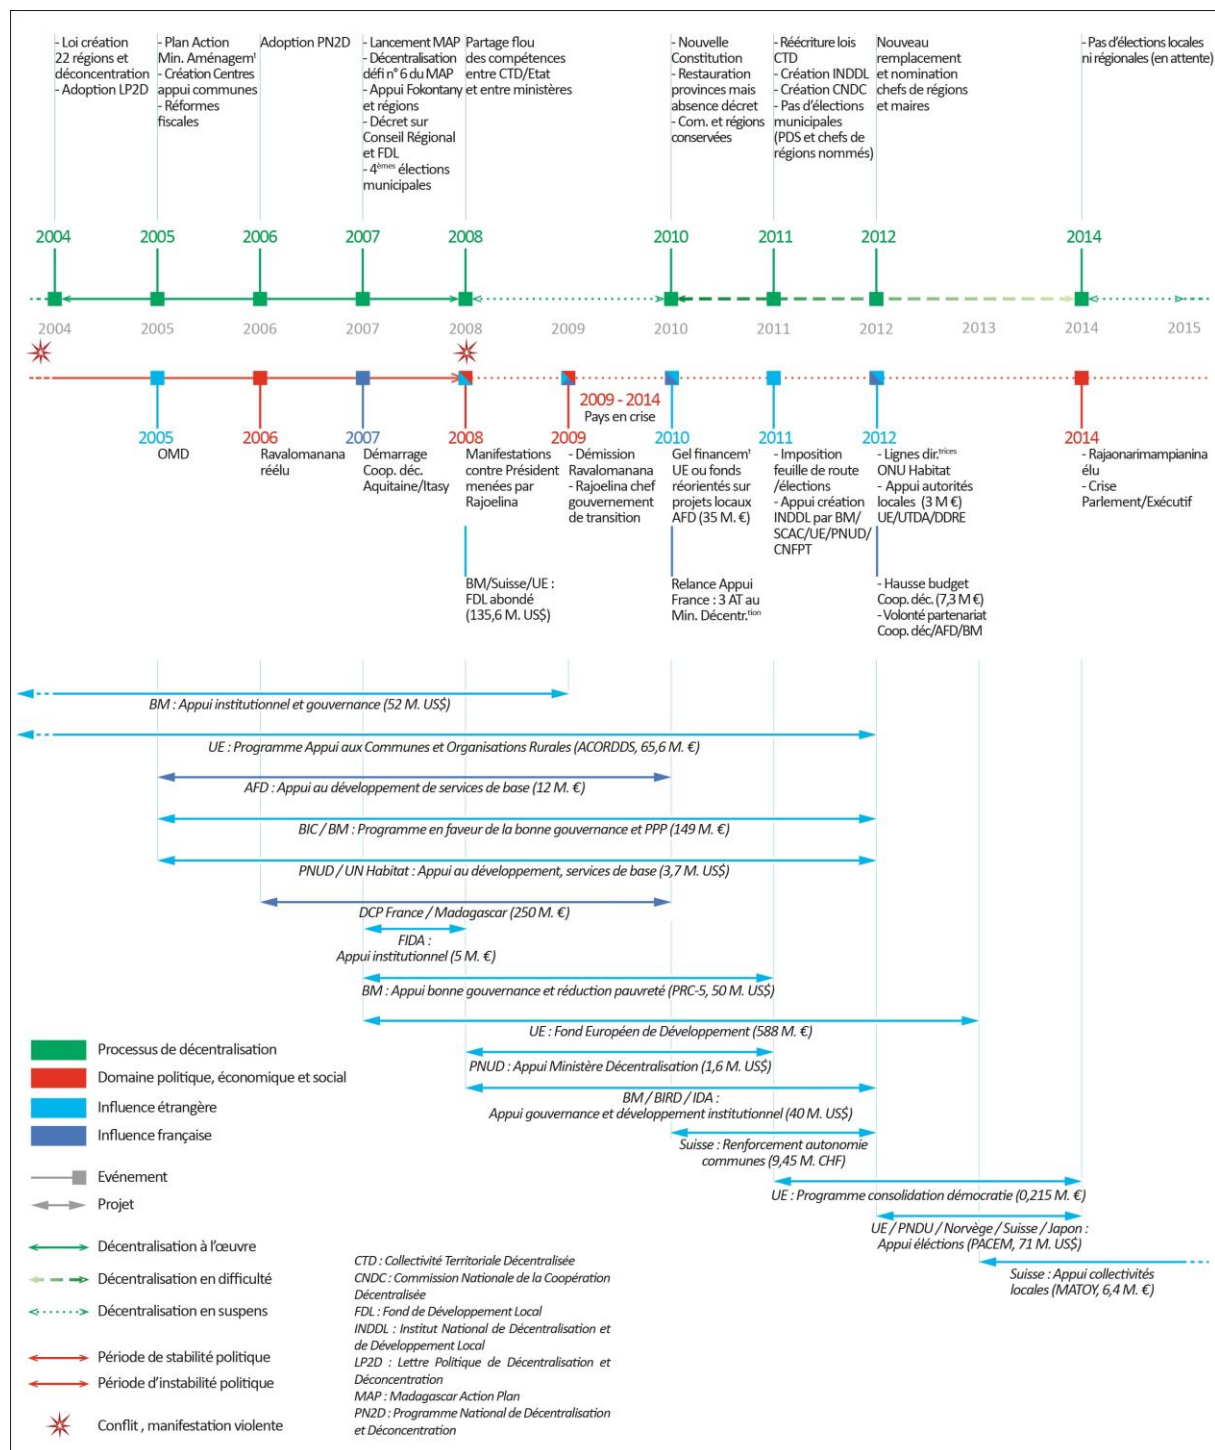 - Loi création
22 régions et
déconcentration
- Adoption LP2D
- Plan Action
Min. Aménagemt
- Création Centres
appui communes
- Réformes
fiscales
Adoption PN2D
- Lancement MAP
- Décentralisation
défi n° 6 du MAP
- Appui Fokontany
et régions
- Décret sur
Conseil Régional
et FDL
- 4èmes élections
municipales
Partage flou
des compétences
entre CTD/Etat
et entre ministères
- Nouvelle
Constitution
- Restauration
provinces mais
absence décret
- Com. et régions
conservées
- Réécriture lois
CTD
- Création INDDL
- Création CNDC
- Pas d'élections
municipales
(PDS et chefs de
régions nommés)
Nouveau
remplacement
et nomination
chefs de régions
et maires
- Pas d'élections locales
ni régionales (en attente)
2004 2005 2006 2007 2008 2010 2011 2012 2014
2004 2005 2006 2007 2008 2009 2010 2011 2012 2013 2014 2015
2009 - 2014
Pays en crise
2005
OMD
2006
Ravalomanana
réélu
2007
Démarrage
Coop. déc.
Aquitaine/Itasy
2008
Manifestations
contre Président
menées par
Rajoelina
BM/Suisse/UE :
FDL abondé
(135,6 M. US$)
2009
- Démission
Ravalomanana
- Rajoelina chef
gouvernement
de transition
2010
Gel financemt
UE ou fonds
réorientés sur
projets locaux
AFD (35 M. €)
Relance Appui
France : 3 AT au
Min. Décentr.tion
2011
- Imposition
feuille de route
/élections
- Appui création
INDDL par BM/
SCAC/UE/PNUD/
CNFPT
2012
- Lignes dir.trices
ONU Habitat
- Appui autorités
locales (3 M €)
UE/UTDA/DDRE
- Hausse budget
Coop. déc. (7,3 M €)
- Volonté partenariat
Coop. déc/AFD/BM
2014
- Rajaonarimampianina
élu
- Crise
Parlement/Exécutif
BM : Appui institutionnel et gouvernance (52 M. US$)
UE : Programme Appui aux Communes et Organisations Rurales (ACORDDS, 65,6 M. €)
AFD : Appui au développement de services de base (12 M. €)
BIC / BM : Programme en faveur de la bonne gouvernance et PPP (149 M. €)
PNUD / UN Habitat : Appui au développement, services de base (3,7 M. US$)
DCP France / Madagascar (250 M. €)
FIDA :
Appui institutionnel (5 M. €)
BM : Appui bonne gouvernance et réduction pauvreté (PRC-5, 50 M. US$)
UE : Fond Européen de Développement (588 M. €)
PNUD : Appui Ministère Décentralisation (1,6 M. US$)
BM / BIRD / IDA :
Appui gouvernance et développement institutionnel (40 M. US$)
Suisse : Renforcement autonomie
communes (9,45 M. CHF)
UE : Programme consolidation démocratie (0,215 M. €)
UE / PNDU / Norvège / Suisse / Japon :
Appui éléctions (PACEM, 71 M. US$)
Suisse : Appui collectivités
locales (MATOY, 6,4 M. €)
Processus de décentralisation
Domaine politique, économique et social
Influence étrangère
Influence française
Evénement
Projet
Décentralisation à l'œuvre
Décentralisation en difficulté
Décentralisation en suspens
Période de stabilité politique
Période d'instabilité politique
Conflit , manifestation violente
CTD : Collectivité Territoriale Décentralisée
CNDC : Commission Nationale de la Coopération
Décentralisée
FDL : Fond de Développement Local
INDDL : Institut National de Décentralisation et
de Développement Local
LP2D : Lettre Politique de Décentralisation et
Déconcentration
MAP : Madagascar Action Plan
PN2D : Programme National de Décentralisation
et Déconcentration